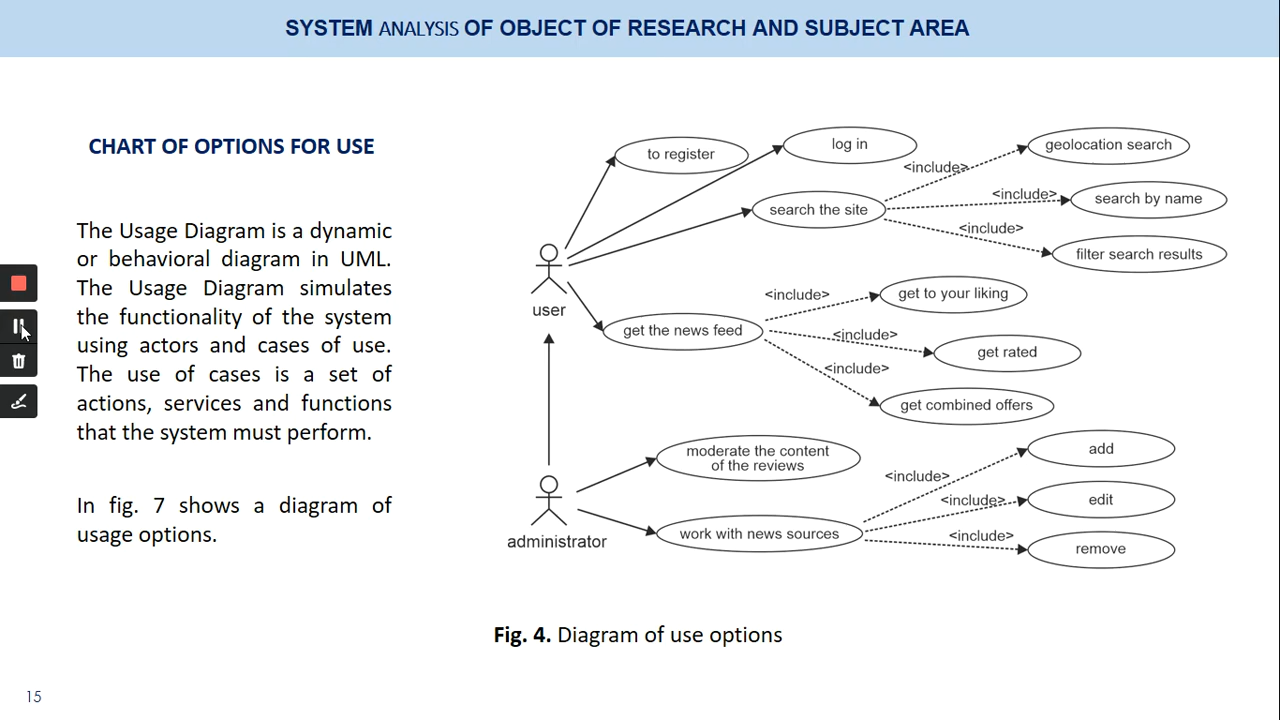 SYSTEM ANALYSIS OF OBJECT OF RESEARCH AND SUBJECT AREA
CHART OF OPTIONS FOR USE
The Usage Diagram is a dynamic
or behavioral diagram in UML.
The Usage Diagram simulates
the functionality of the system
using actors and cases of use.
The use of cases is a set of
actions, services and functions
that the system must perform.
In fig. 7 shows a diagram of
usage options.
to register
log in
search the site
<include>
geolocation search
<include>
search by name
<include>
filter search results
user
get the news feed
<include>
get to your liking
<include>
get rated
<include>
get combined offers
administrator
moderate the content
of the reviews
work with news sources
<include>
add
<include>
edit
<include>
remove
Fig. 4. Diagram of use options
15